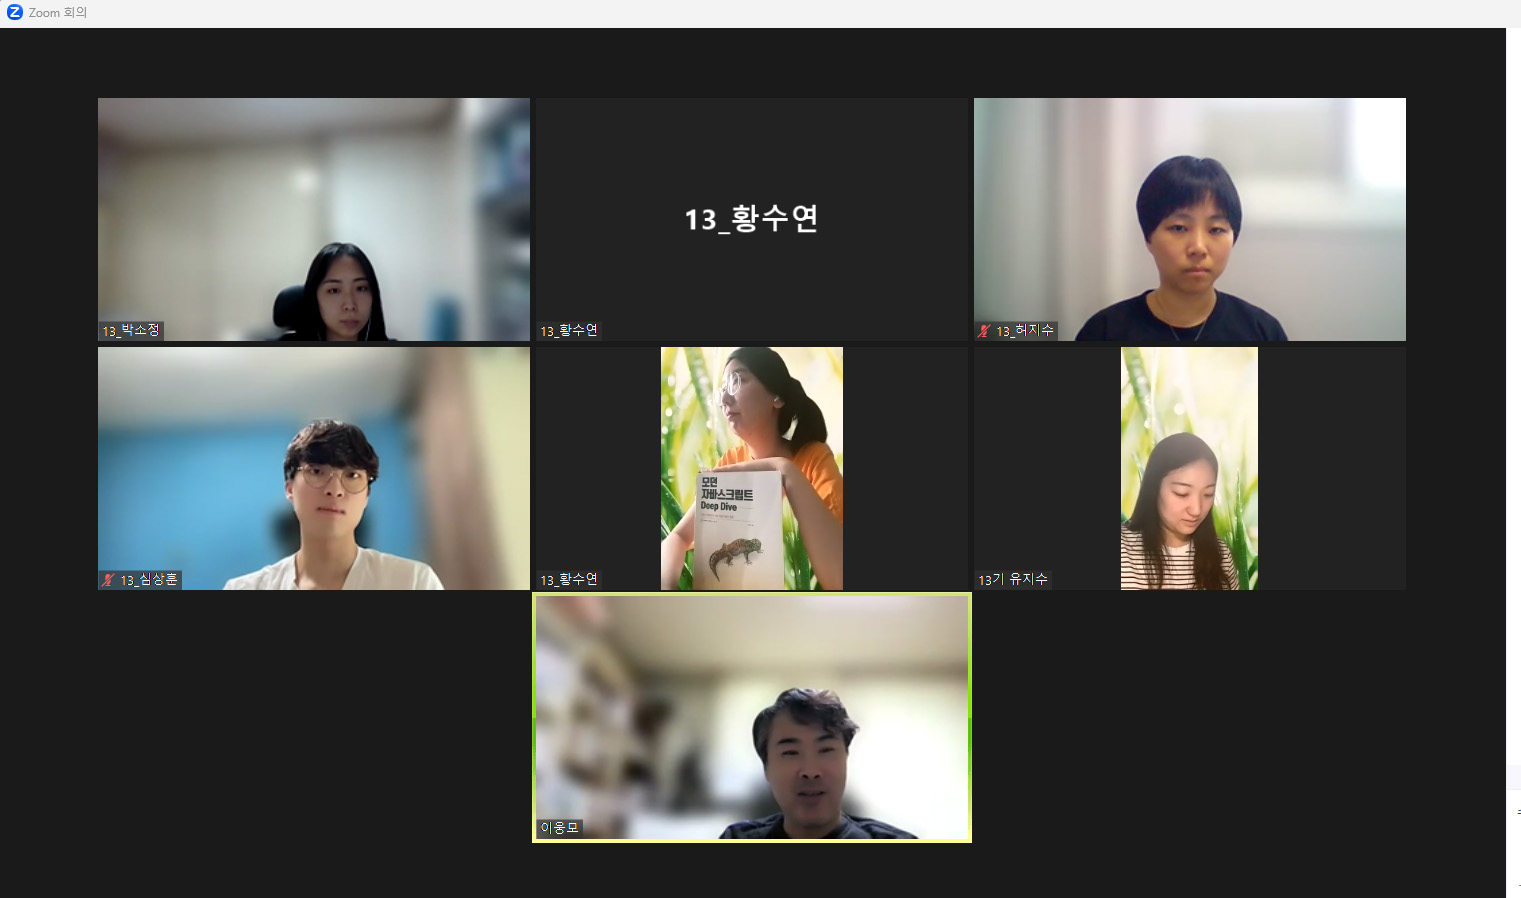 Zoom 회의
13_박소정
13_황수연
13_황수연
13_허지수
13_심상훈
모던
자바스크립트
Deep Dive
13_황수연
13기 유지수
이웅모